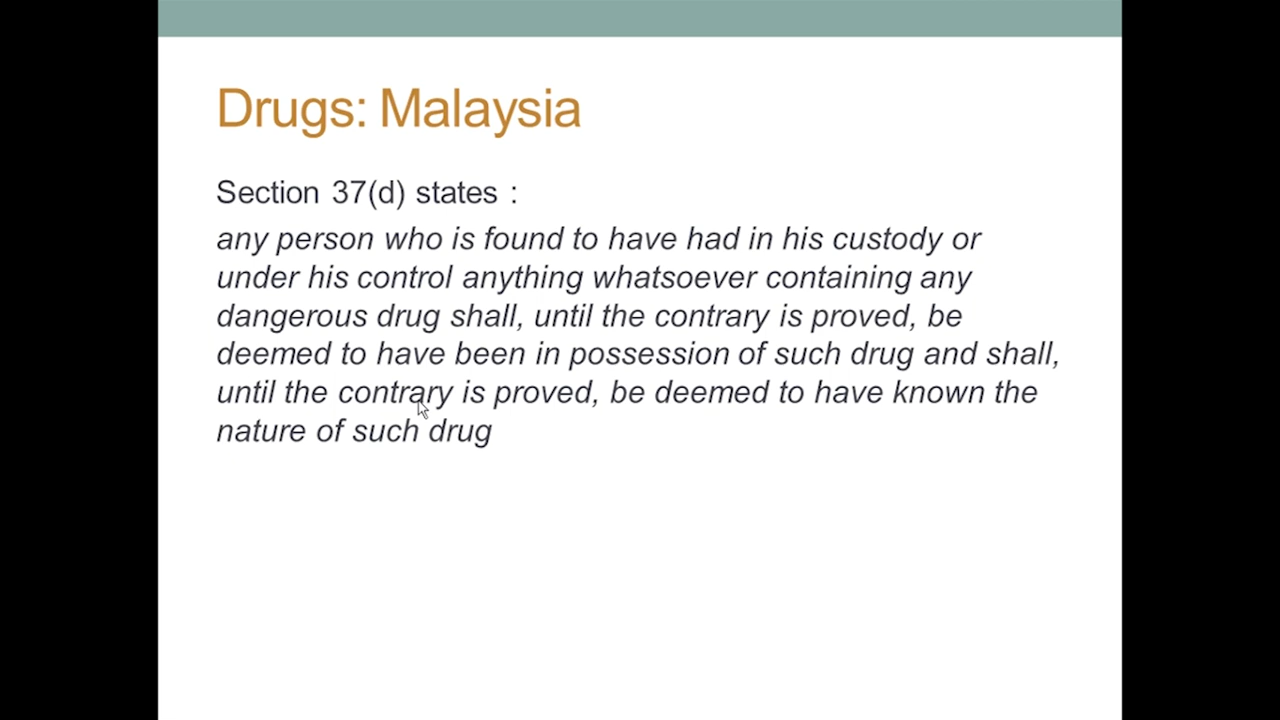 Drugs: Malaysia
Section 37(d) states :
any person who is found to have had in his custody or
under his control anything whatsoever containing any
dangerous drug shall, until the contrary is proved, be
deemed to have been in possession of such drug and shall,
until the contrary is proved, be deemed to have known the
nature of such drug